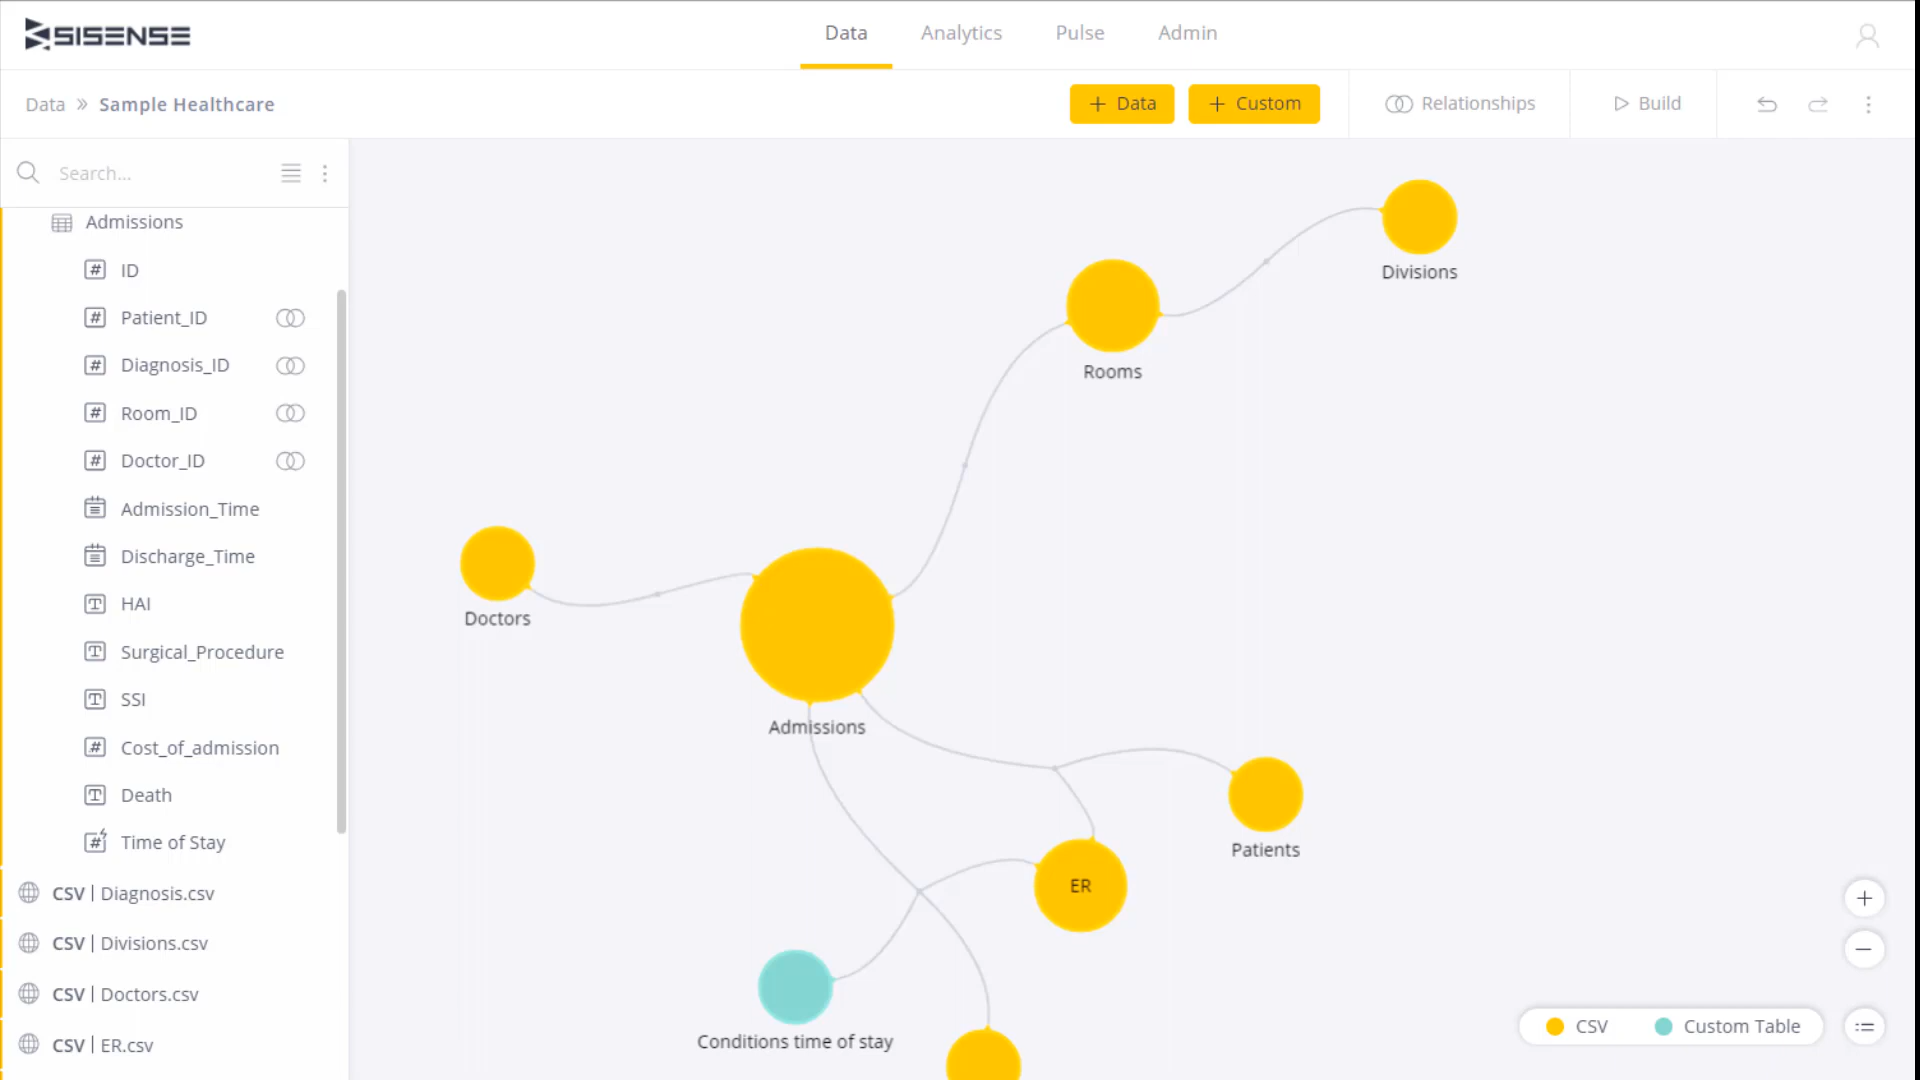 SISENSE
Data
Analytics
Pulse
Admin
Data » Sample Healthcare
+ Data
+ Custom
Relationships
Build
Search...
Admissions
# ID
# Patient_ID
# Diagnosis_ID
# Room_ID
# Doctor_ID
Admission_Time
Discharge_Time
T HAI
T Surgical_Procedure
T SSI
# Cost_of_admission
T Death
# Time of Stay
CSV | Diagnosis.csv
CSV | Divisions.csv
CSV | Doctors.csv
CSV | ER.csv
Divisions
Rooms
Doctors
Admissions
Patients
ER
Conditions time of stay
CSV
Custom Table